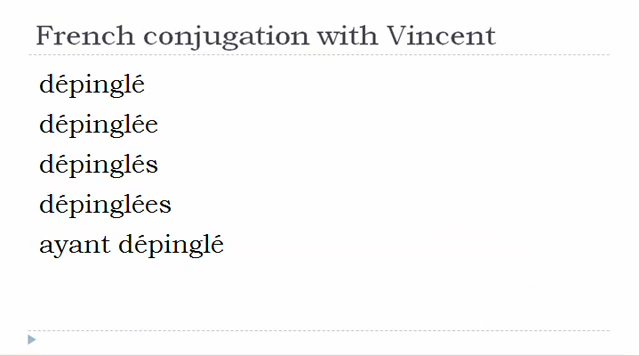 French conjugation with Vincent
dépinglé
dépinglée
dépinglés
dépinglées
ayant dépinglé